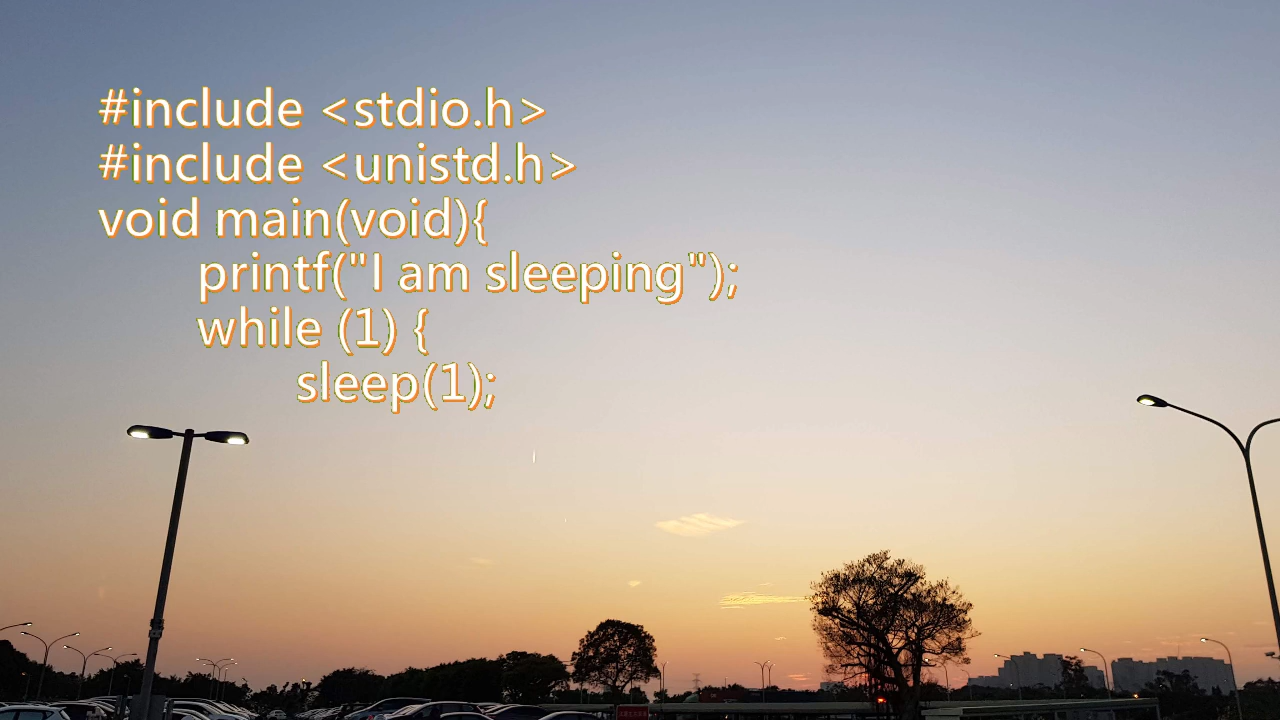 #include <stdio.h>
#include <unistd.h>
void main(void){
printf("I am sleeping");
while (1) {
sleep(1);